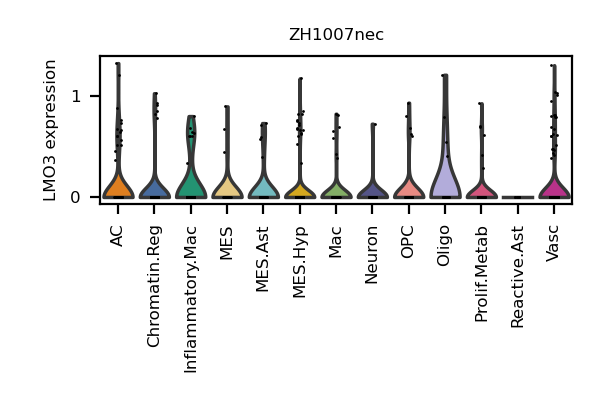 ZH1007nec
LMO3 expression
1
0
AC
Chromatin.Reg
Inflammatory.Mac
MES
MES.Ast
MES.Hyp
Mac
Neuron
OPC
Oligo
Prolif.Metab
Reactive.Ast
Vasc